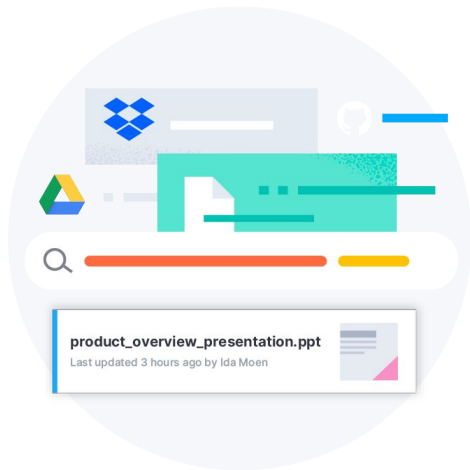 product_overview_presentation.ppt
Last updated 3 hours ago by Ida Moen